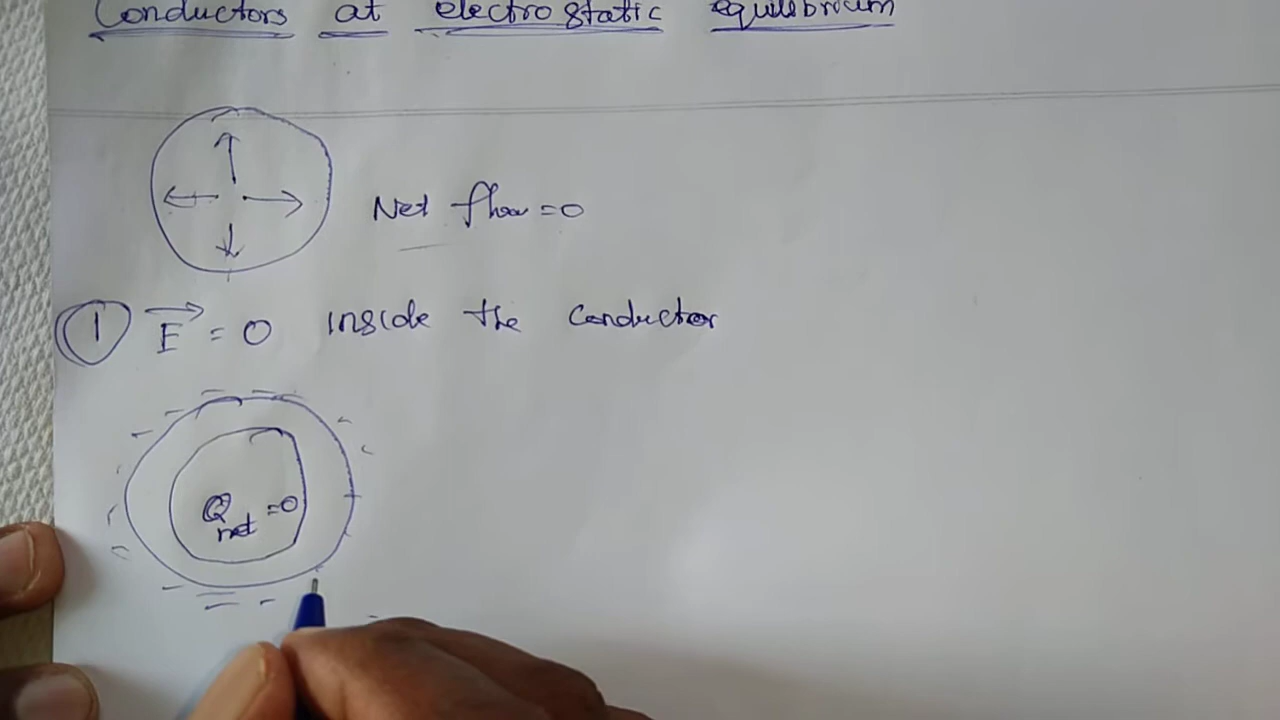 Conductors at electrostatic equilibrium
Net flow = 0
1 E = 0 inside the conductor
Q net = 0